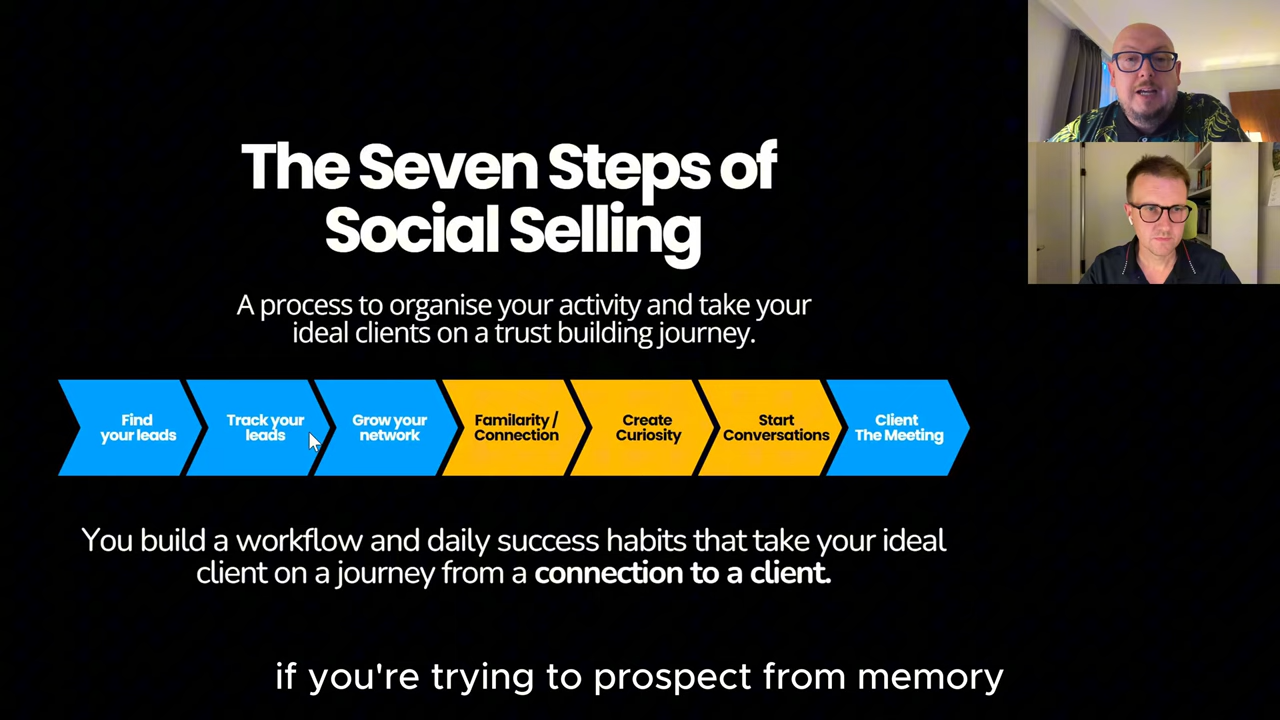 The Seven Steps of
Social Selling
A process to organise your activity and take your
ideal clients on a trust building journey.
Find
your leads
Track your
leads
Grow your
network
Familarity /
Connection
Create
Curiosity
Start
Conversations
Client
The Meeting
You build a workflow and daily success habits that take your ideal
client on a journey from a connection to a client.
if you're trying to prospect from memory